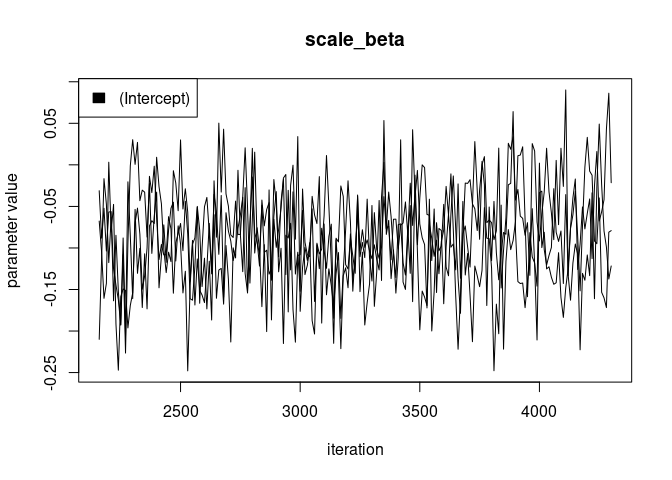 scale_beta
(Intercept)
parameter value
0.05
-0.05
-0.15
-0.25
2500 3000 3500 4000
iteration